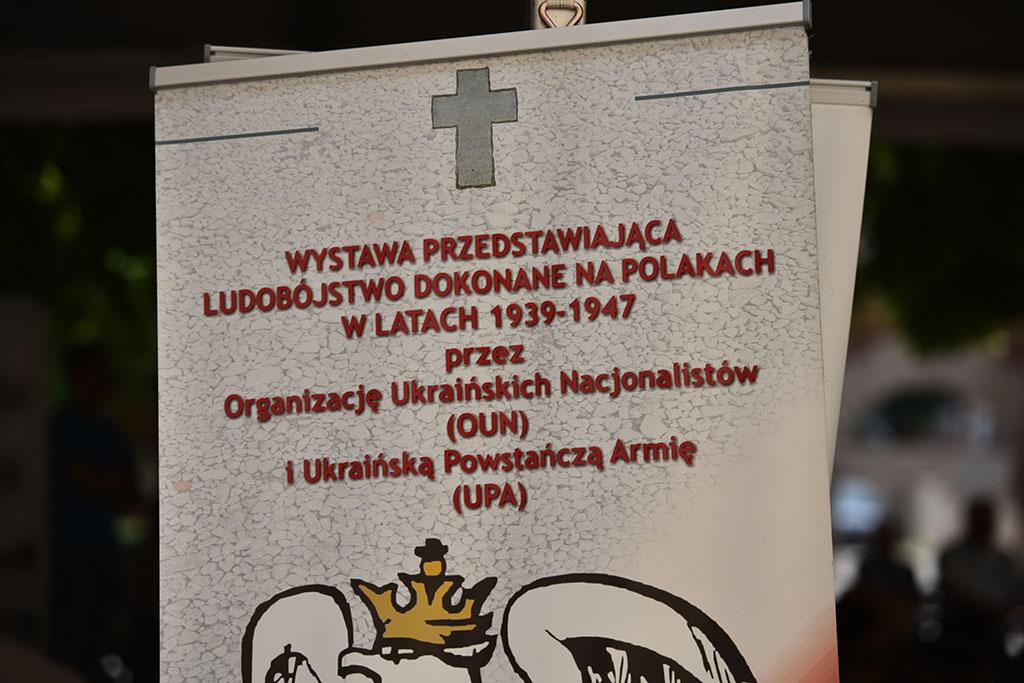 WYSTAWA PRZEDSTAWIAJĄCA
LUDOBÓJSTWO DOKONANE NA POLAKACH
W LATACH 1939-1947
przez
Organizację Ukraińskich Nacjonalistów
(OUN)
i Ukraińską Powstańczą Armię
(UPA)